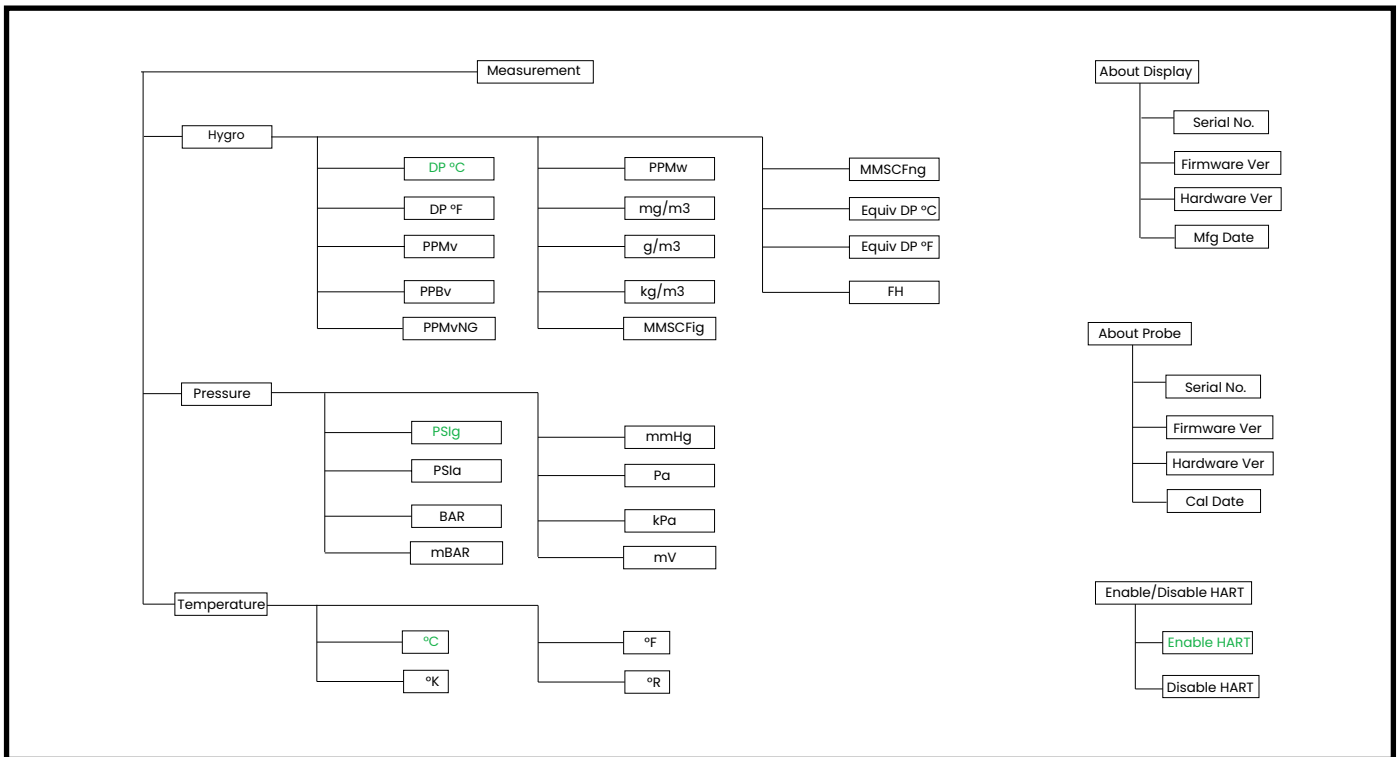 Measurement
Hygro
DP °C
DP °F
PPMv
PPBv
PPMvNG
PPMw
mg/m3
g/m3
kg/m3
MMSCFig
MMSCFng
Equiv DP °C
Equiv DP °F
FH
Pressure
PSIg
PSIa
BAR
mBAR
mmHg
Pa
kPa
mV
Temperature
°C
°K
°F
°R
About Display
Serial No.
Firmware Ver
Hardware Ver
Mfg Date
About Probe
Serial No.
Firmware Ver
Hardware Ver
Cal Date
Enable/Disable HART
Enable HART
Disable HART